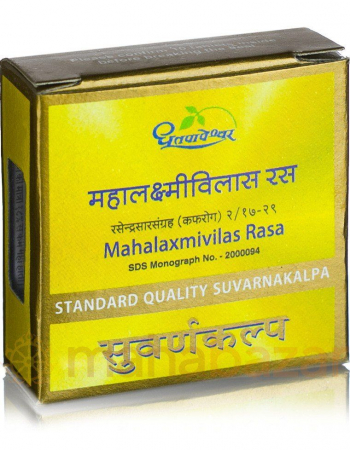 धूतपापेश्वर
महालक्ष्मीविलास रस
रसेन्द्रसारसंग्रह (कफरोग) २/१७-२९
Mahalaxmivilas Rasa
SDS Monograph No. - 2000094
STANDARD QUALITY SUVARNAKALPA
सुवर्णकल्प